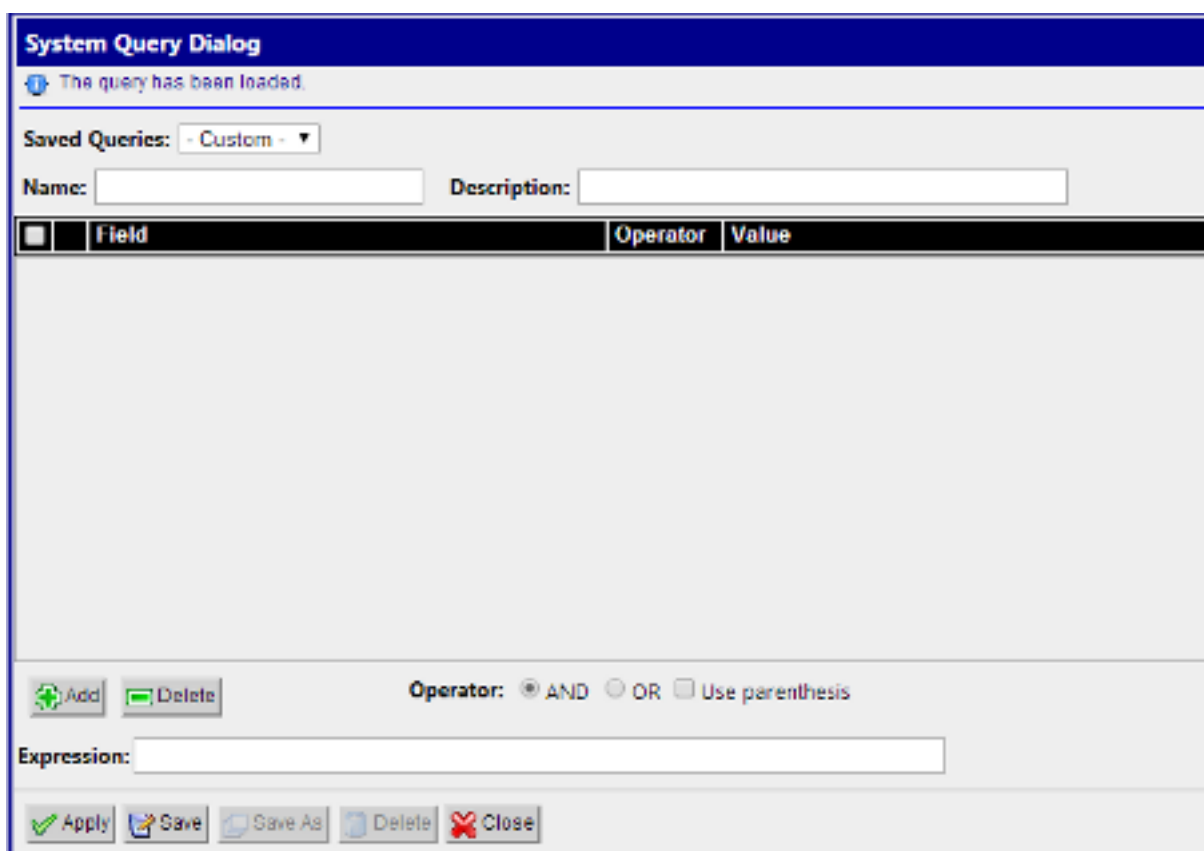 System Query Dialog
The query has been loaded.
Saved Queries: - Custom -
Name: Description:
Field Operator Value
Add Delete Operator: AND OR Use parenthesis
Expression:
Apply Save Save As Delete Close